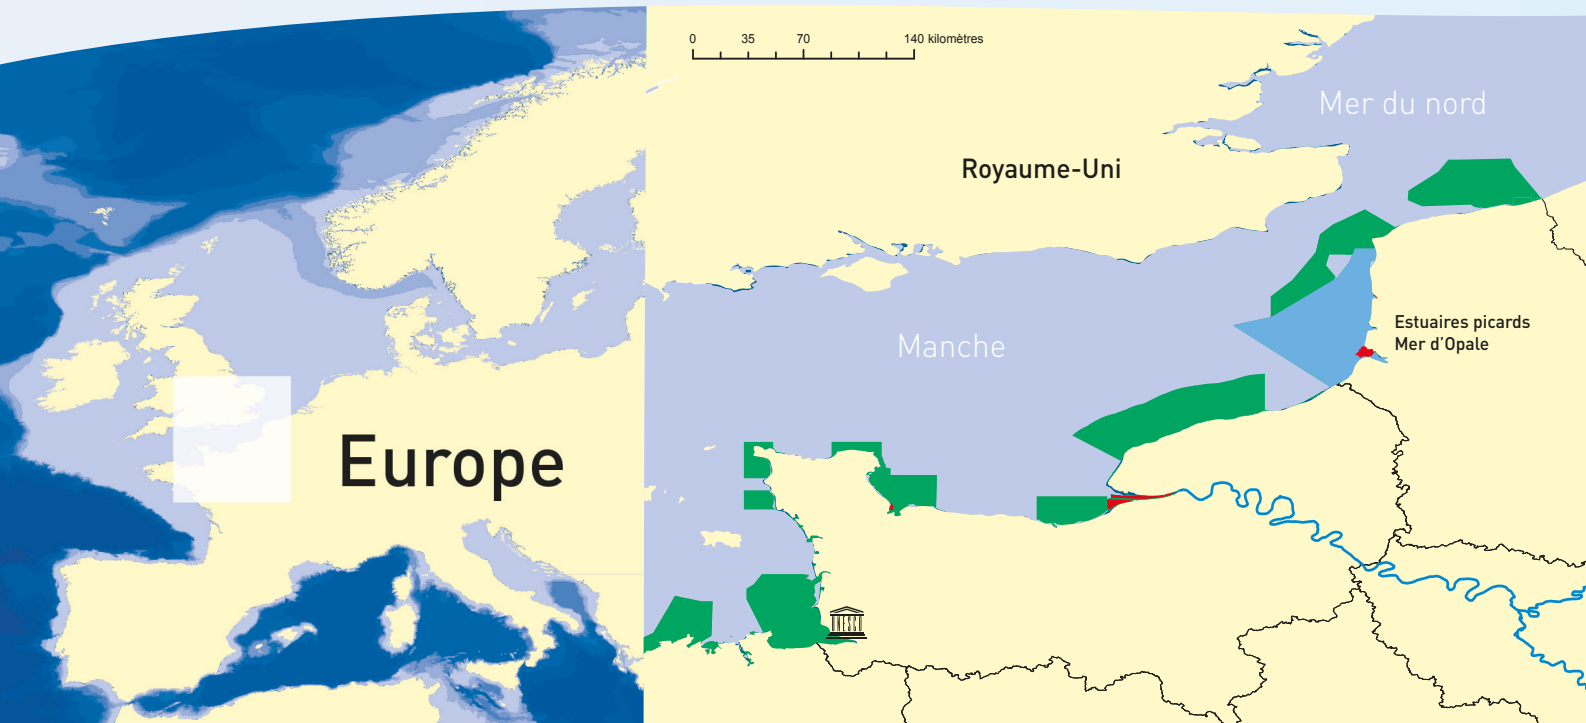 0 35 70 140 kilomètres
Mer du nord
Royaume-Uni
Estuaires picards
Mer d'Opale
Manche
Europe